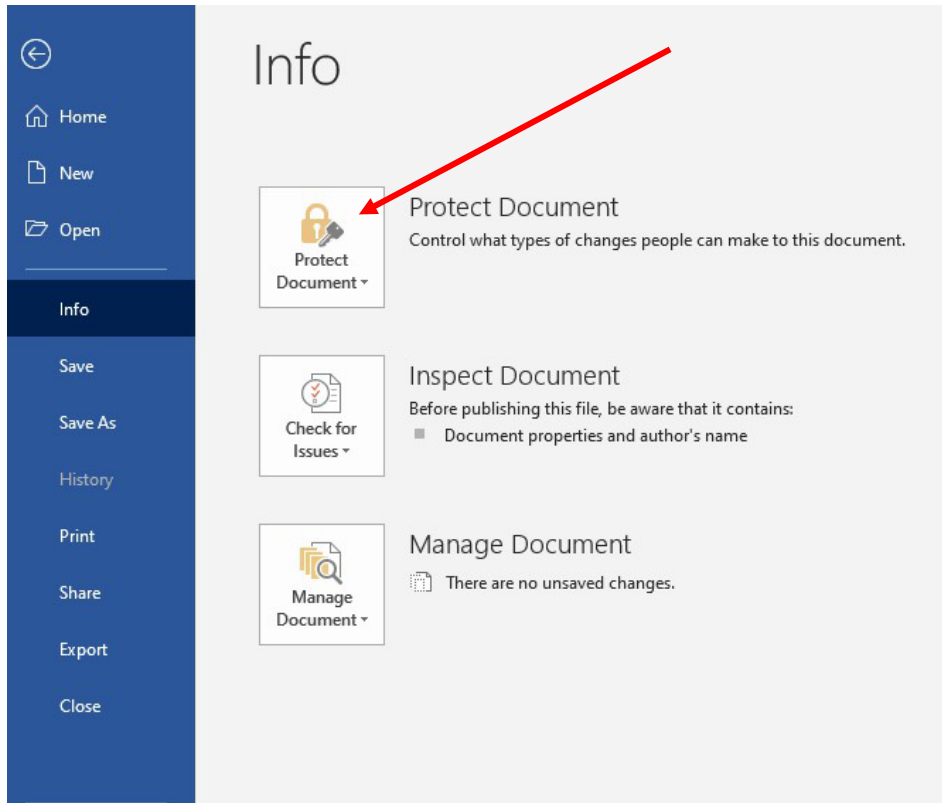 Info
Home
New
Open
Info
Save
Save As
History
Print
Share
Export
Close
Protect
Document
Protect Document
Control what types of changes people can make to this document.
Check for
Issues
Inspect Document
Before publishing this file, be aware that it contains:
Document properties and author's name
Manage
Document
Manage Document
There are no unsaved changes.